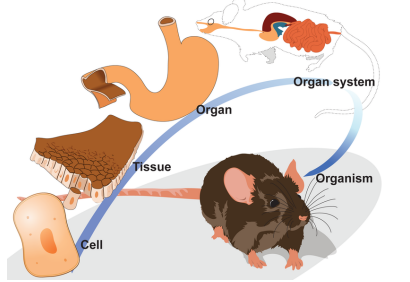 Organ system
Organ
Tissue
Organism
Cell